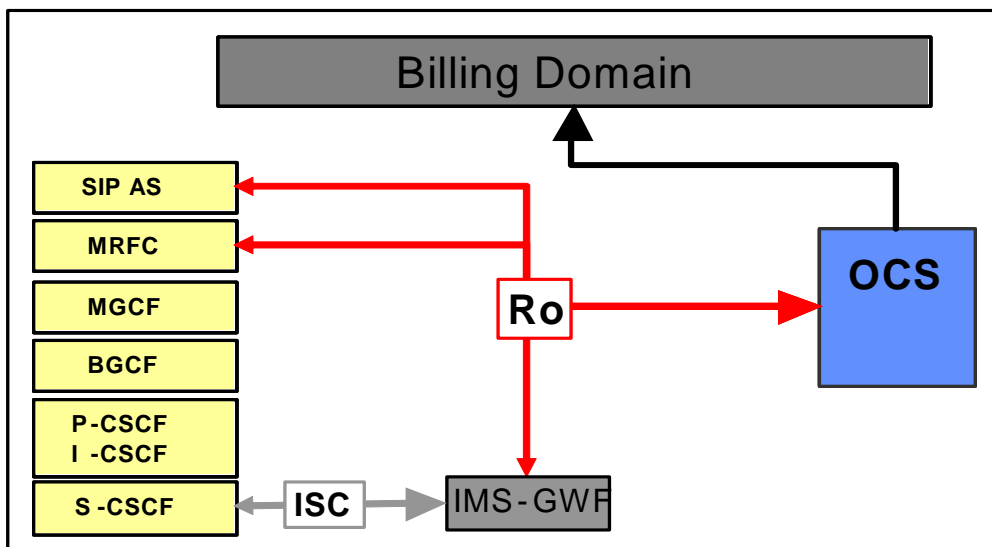 Billing Domain
SIP AS
MRFC
MGCF
BGCF
P-CSCF
I-CSCF
S-CSCF
Ro
OCS
ISC
IMS-GWF